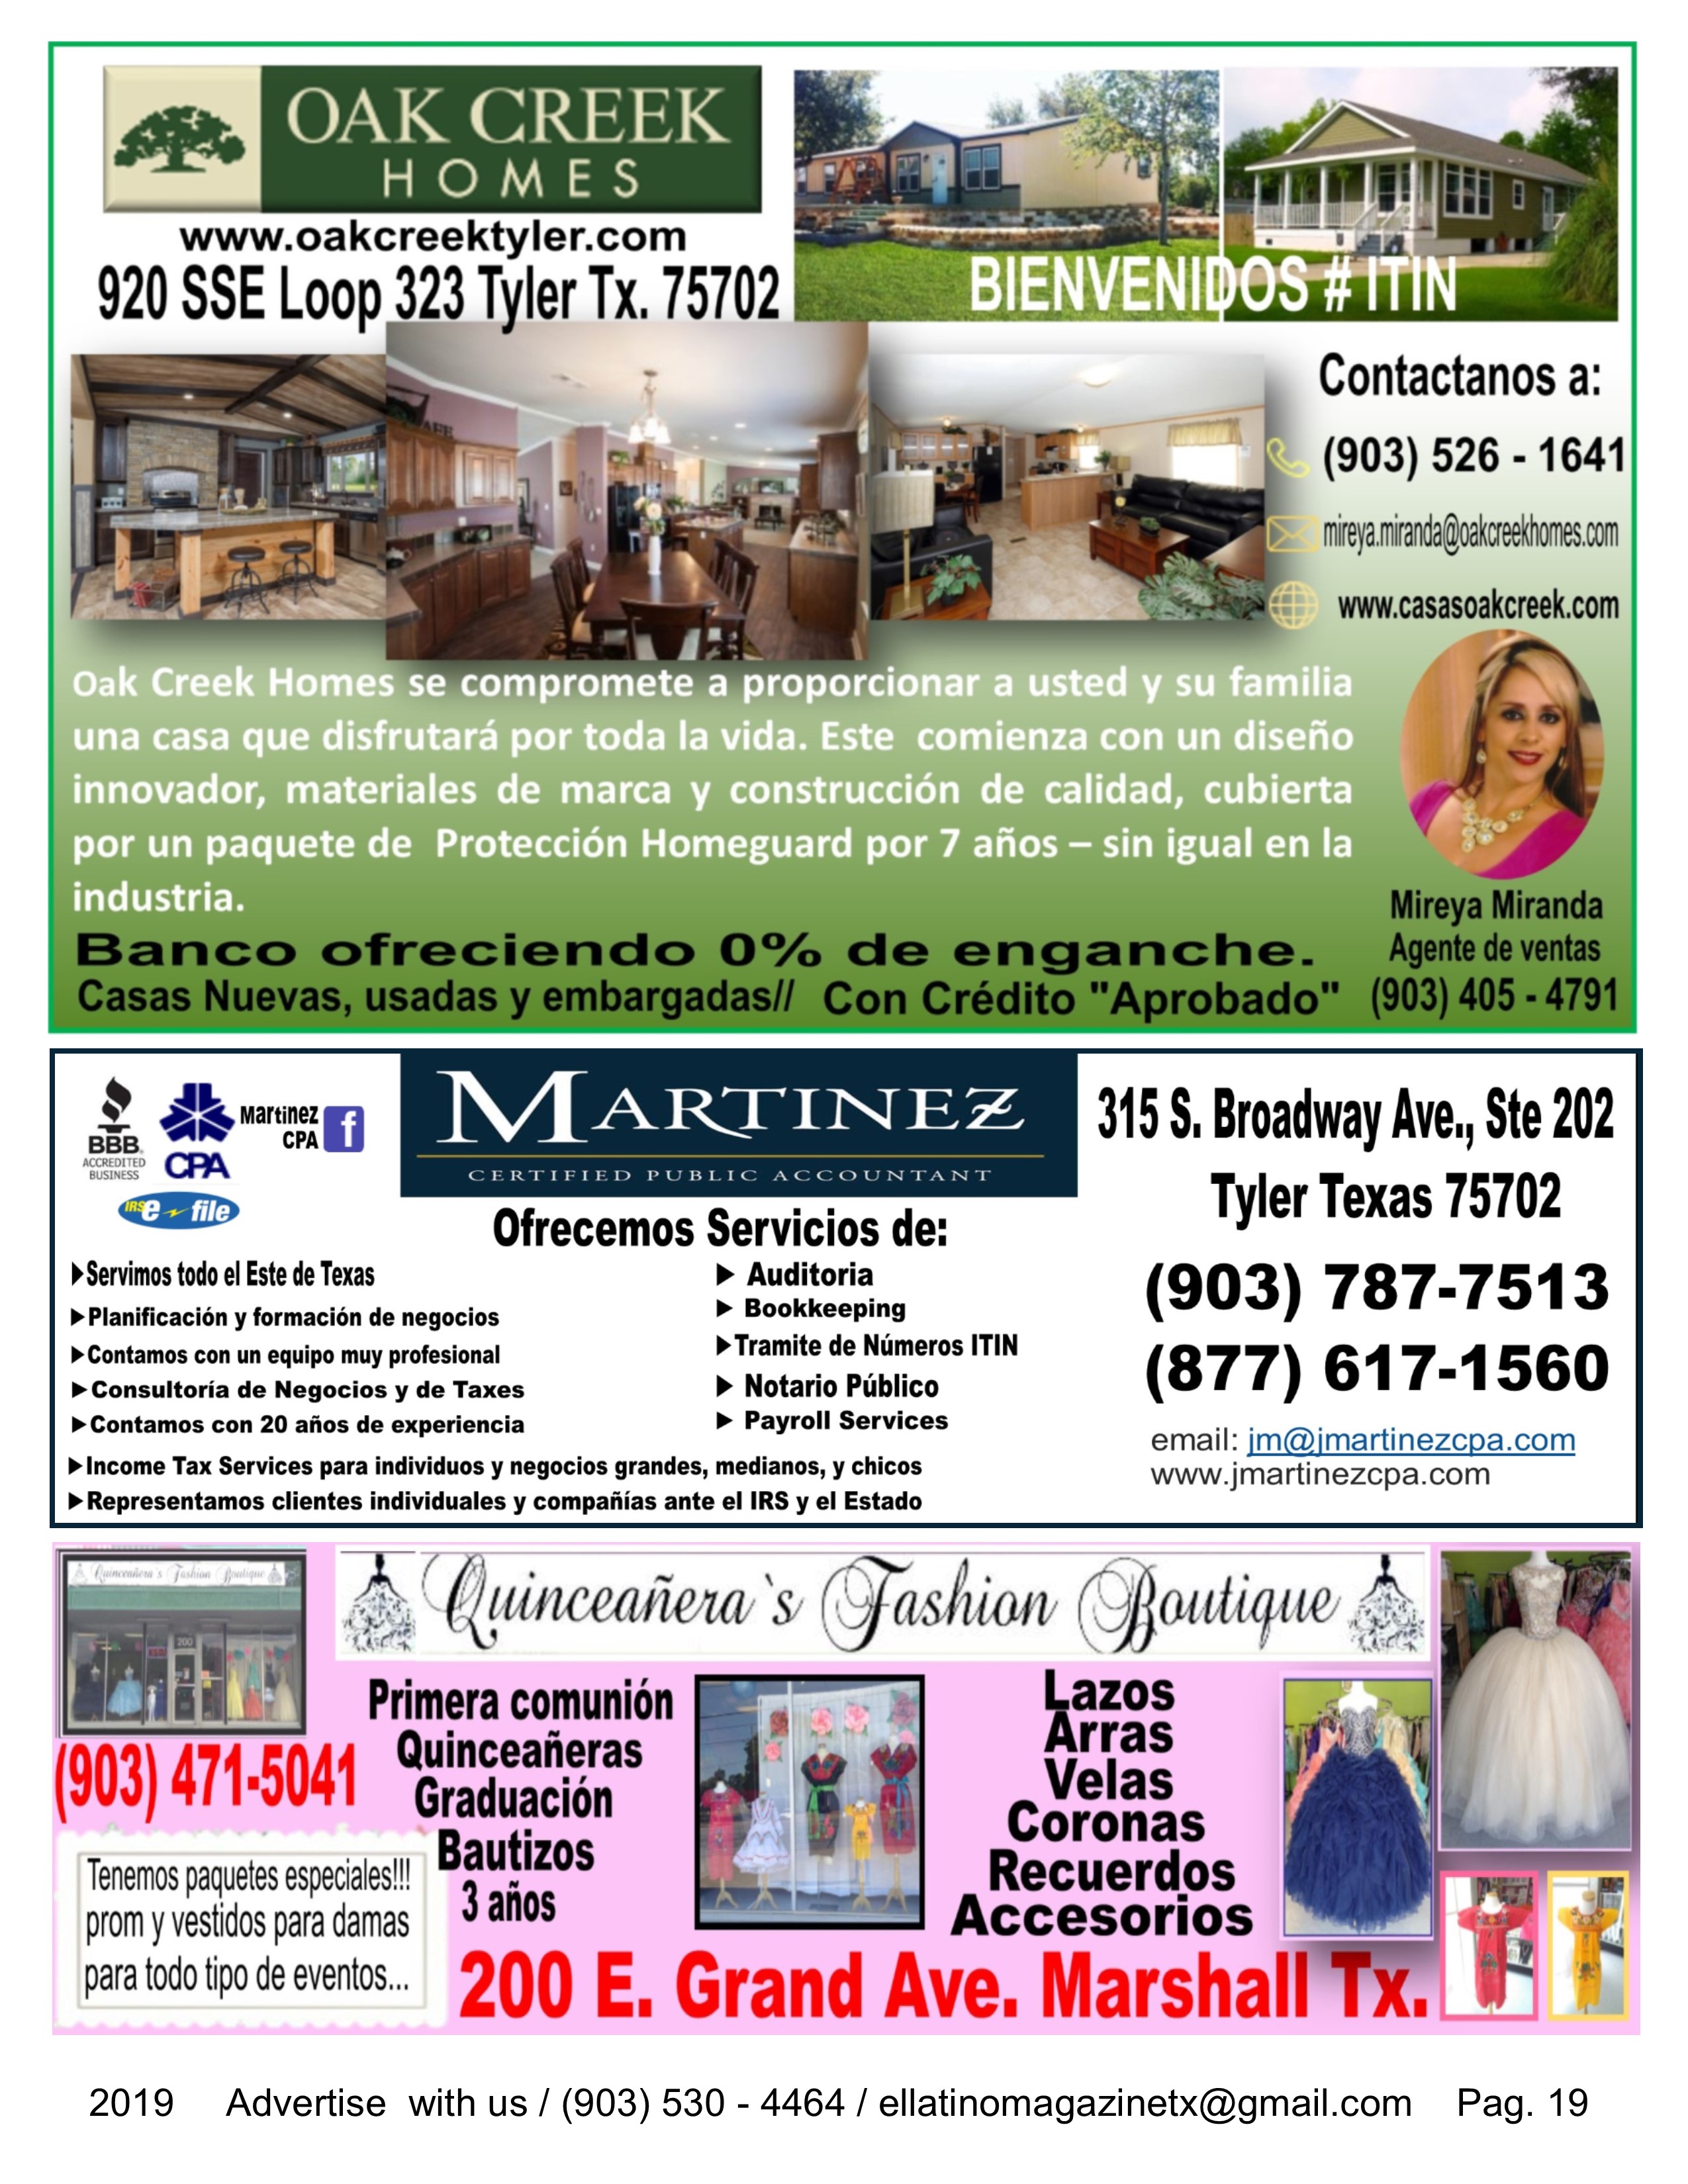 OAK CREEK
HOMES
www.oakcreektyler.com
920 SSE Loop 323 Tyler Tx. 75702
BIENVENIDOS # ITIN
Contactanos a:
(903) 526 - 1641
mireya.miranda@oakcreekhomes.com
www.casasoakcreek.com
Oak Creek Homes se compromete a proporcionar a usted y su familia
una casa que disfrutará por toda la vida. Este comienza con un diseño
innovador, materiales de marca y construcción de calidad, cubierta
por un paquete de Protección Homeguard por 7 años – sin igual en la
industria.
Banco ofreciendo 0% de enganche.
Casas Nuevas, usadas y embargadas// Con Crédito "Aprobado"
Mireya Miranda
Agente de ventas
(903) 405 - 4791
BBB.
ACCREDITED
BUSINESS
CPA
Martinez
CPA
f
IRS e file
MARTINEZ
CERTIFIED PUBLIC ACCOUNTANT
Ofrecemos Servicios de:
Servimos todo el Este de Texas
Planificación y formación de negocios
Contamos con un equipo muy profesional
Consultoría de Negocios y de Taxes
Contamos con 20 años de experiencia
Income Tax Services para individuos y negocios grandes, medianos, y chicos
Representamos clientes individuales y compañías ante el IRS y el Estado
Auditoria
Bookkeeping
Tramite de Números ITIN
Notario Público
Payroll Services
315 S. Broadway Ave., Ste 202
Tyler Texas 75702
(903) 787-7513
(877) 617-1560
email: jm@jmartinezcpa.com
www.jmartinezcpa.com
Quinceañera's Fashion Boutique
200
Quinceañera`s Fashion Boutique
(903) 471-5041
Tenemos paquetes especiales!!!
prom y vestidos para damas
para todo tipo de eventos...
Primera comunión
Quinceañeras
Graduación
Bautizos
3 años
Lazos
Arras
Velas
Coronas
Recuerdos
Accesorios
200 E. Grand Ave. Marshall Tx.
2019 Advertise with us / (903) 530 - 4464 / ellatinomagazinetx@gmail.com Pag. 19